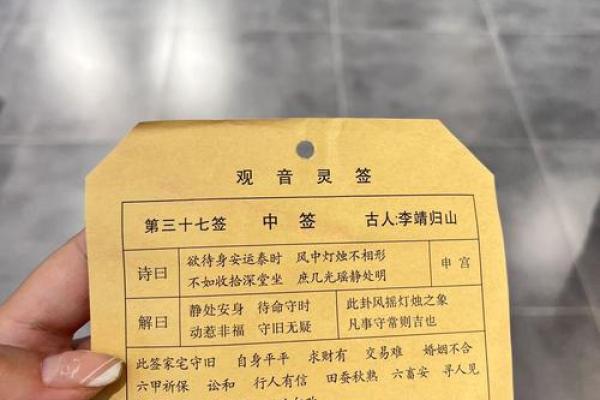 观音灵签
第三十七签 中签 古人:李靖归山
诗曰
欲待身安运泰时 风中灯烛不相形
不如收拾深堂坐 庶几光瑶静处明
申宫
解曰
静处安身 待命守时
动惹非福 守旧无疑
此卦风摇灯烛之象
凡事守常则吉也
此签家宅守旧 自身平平 求财有 交易难 婚姻不合
六甲祈保 讼和 行人有信 田蚕秋熟 六畜安 寻人见